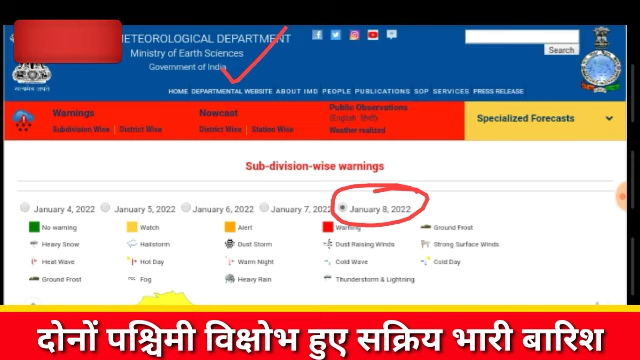 METEOROLOGICAL DEPARTMENT
Ministry of Earth Sciences
Government of India
सत्यमेव जयते
Search
HOME DEPARTMENTAL WEBSITE ABOUT IMD PEOPLE PUBLICATIONS SOP SERVICES PRESS RELEASE
Warnings
Subdivision Wise District Wise
Nowcast
District Wise Station Wise
Public Observations
(English हिन्दी)
Weather realized
Specialized Forecasts
Sub-division-wise warnings
January 4, 2022 January 5, 2022 January 6, 2022 January 7, 2022 January 8, 2022
No warning Watch Alert Warning Ground Frost
Heavy Snow Hailstorm Dust Storm Dust Raising Winds Strong Surface Winds
Heat Wave Hot Day Warm Night Cold Wave Cold Day
Ground Frost Fog Heavy Rain Thunderstorm & Lightning
दोनों पश्चिमी विक्षोभ हुए सक्रिय भारी बारिश